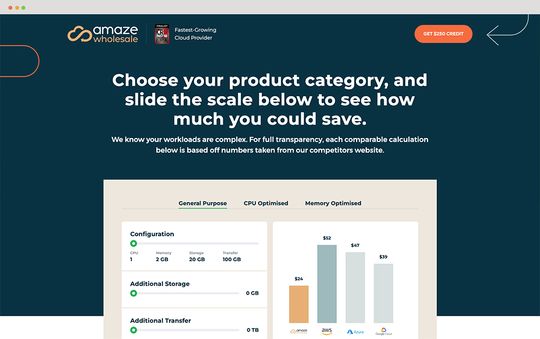 amaze
wholesale
Fastest-Growing
Cloud Provider
GET $250 CREDIT
Choose your product category, and
slide the scale below to see how
much you could save.
We know your workloads are complex. For full transparency, each comparable calculation
below is based off numbers taken from our competitors website.
General Purpose CPU Optimised Memory Optimised
Configuration
CPU Memory Storage Transfer
1 2 GB 20 GB 100 GB
Additional Storage
0 GB
Additional Transfer
0 TB
$52
$47
$39
$24
amaze aws Azure Google Cloud